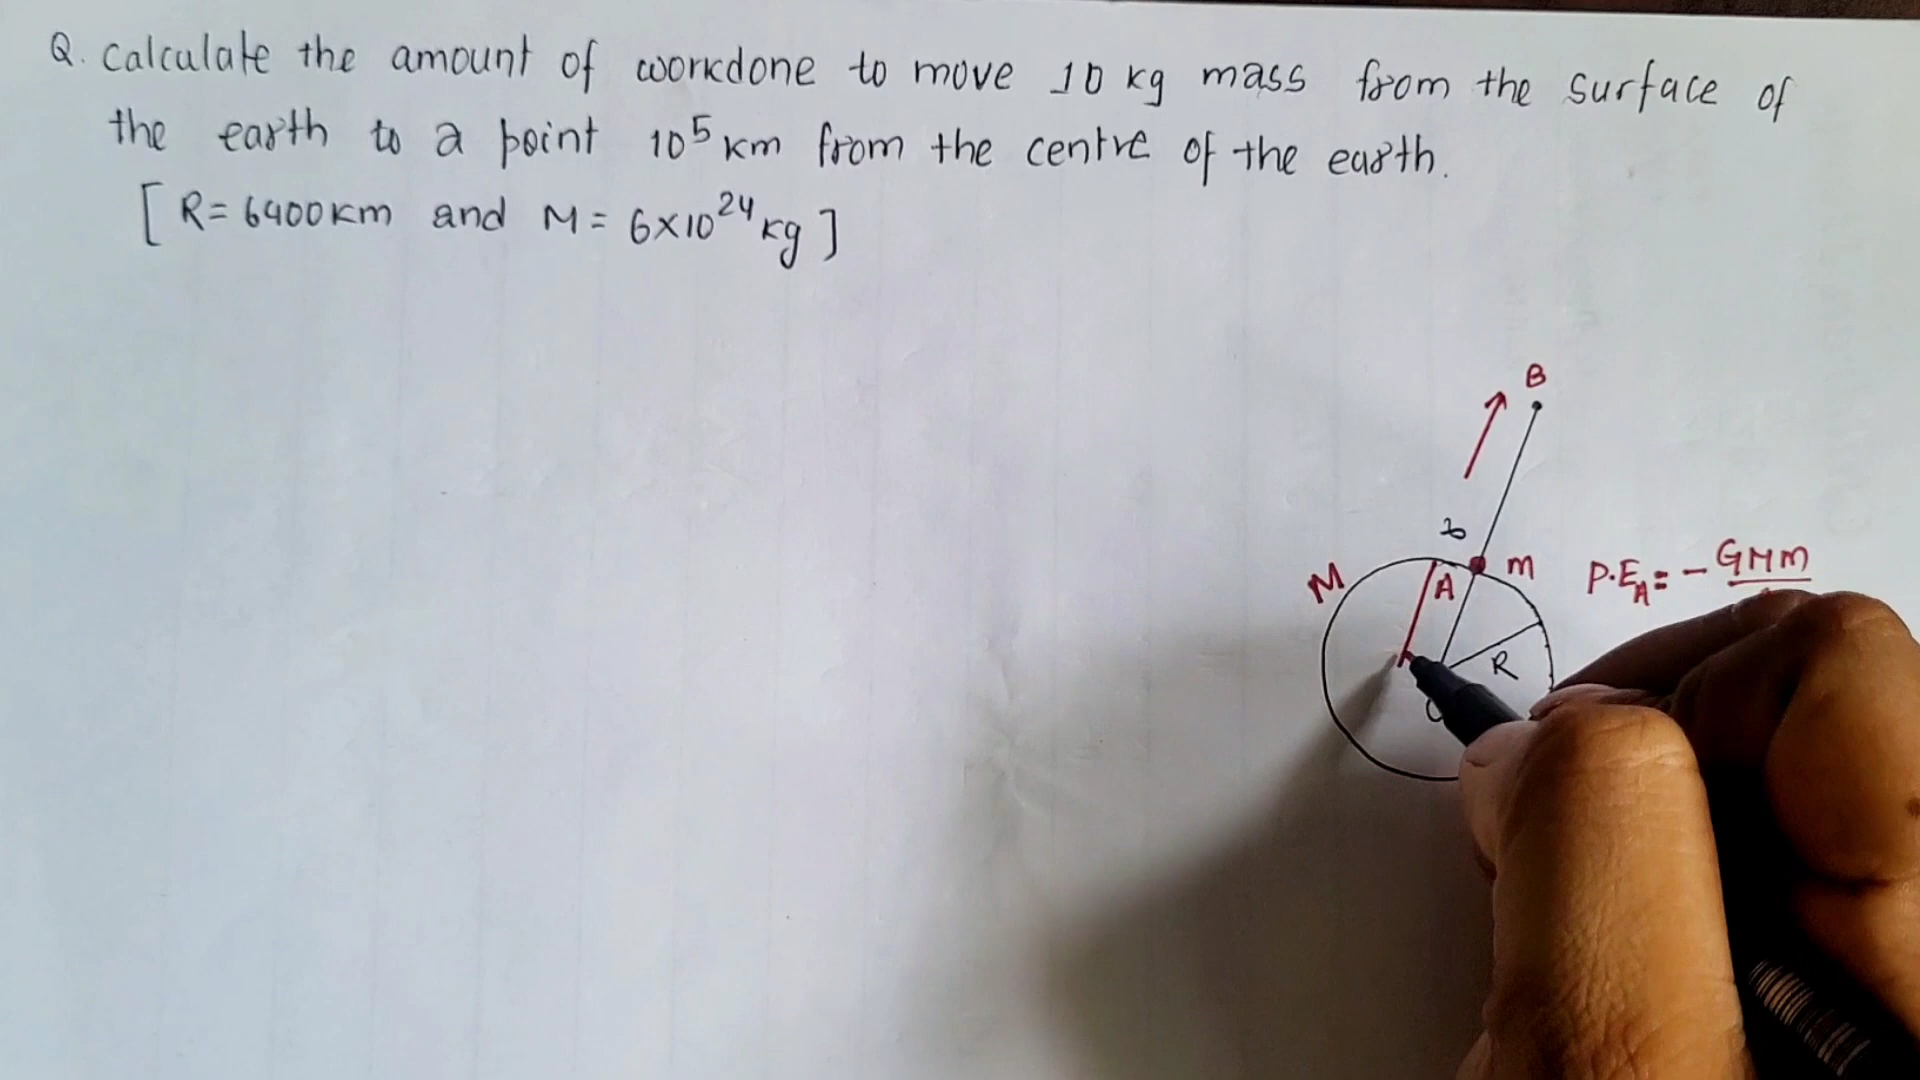 Q. Calculate the amount of workdone to move 10 kg mass from the surface of
the earth to a point 10⁵ km from the centre of the earth.
[ R = 6400 km and M = 6×10²⁴ kg ]
B
M
A
m
P.E_A = - GMm
R